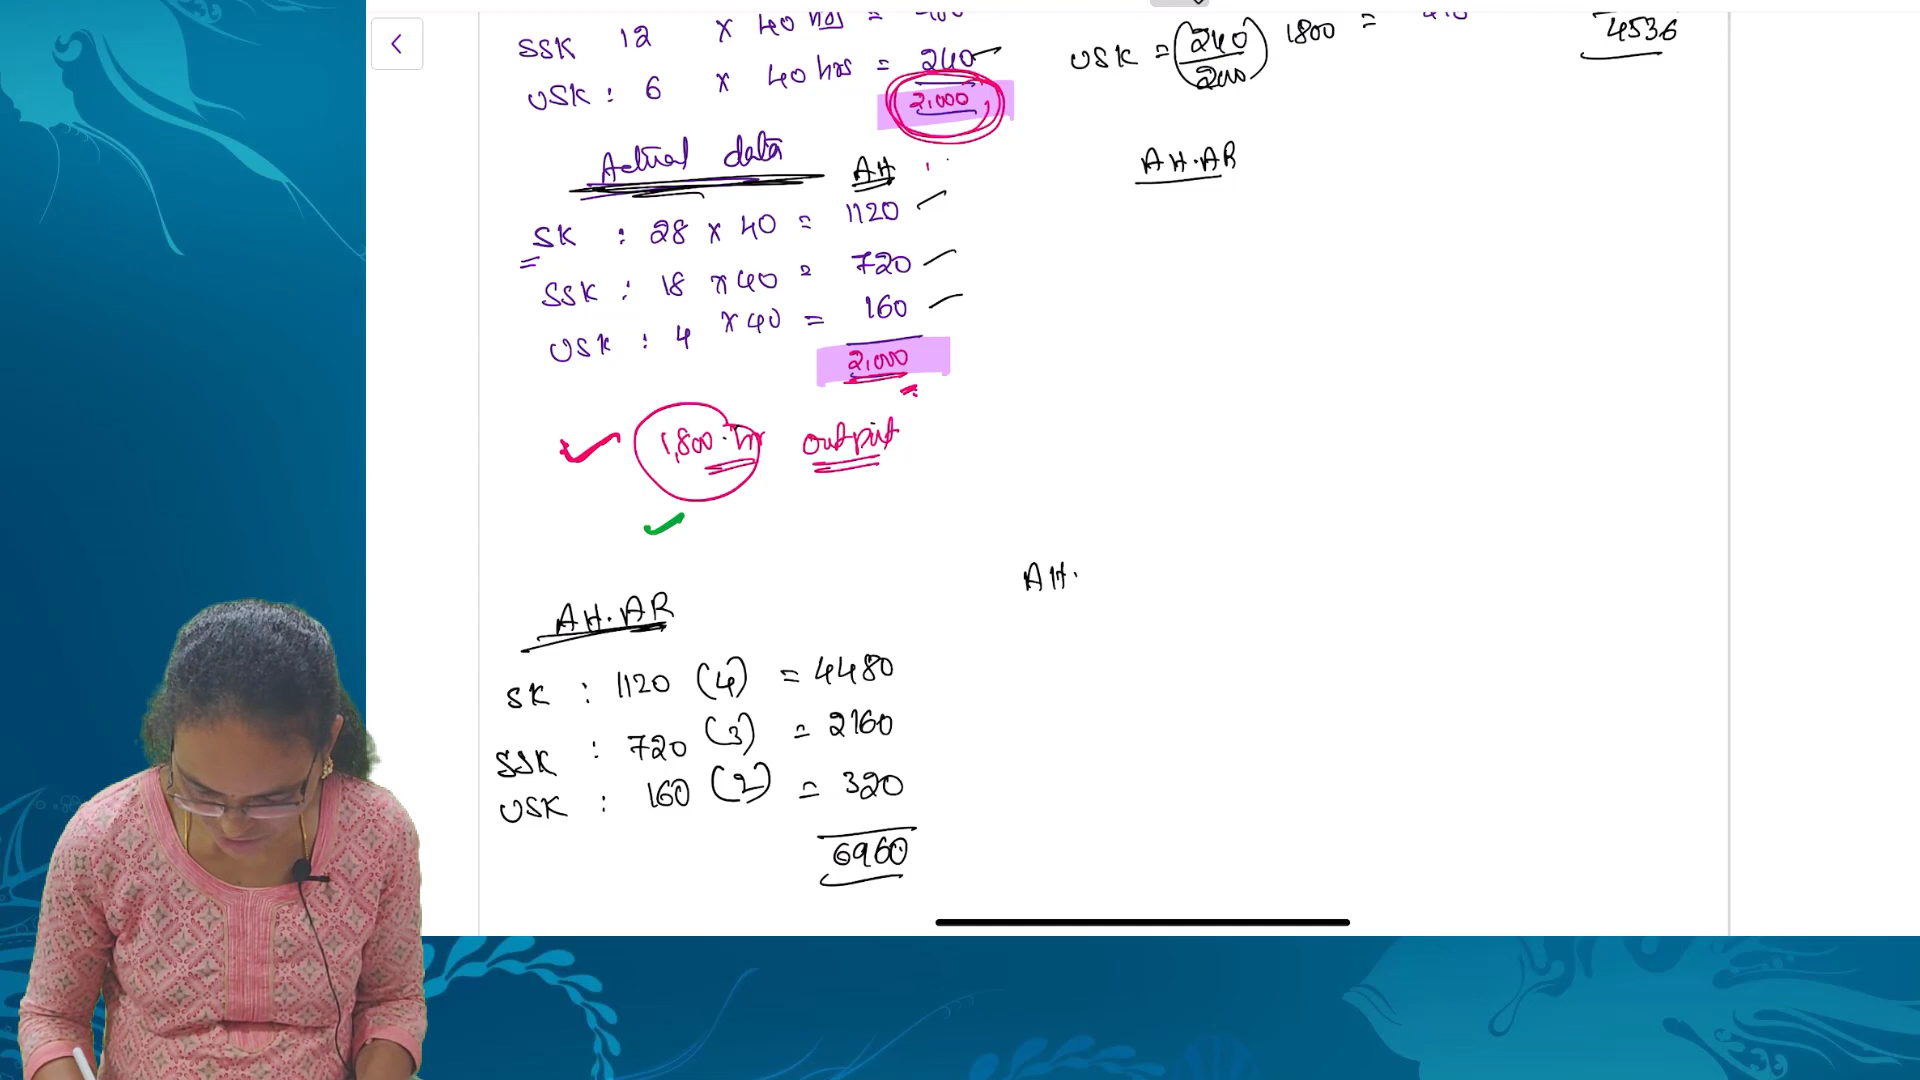 SSK 12 x 40 hrs =
USK : 6 x 40 hrs = 240
2,000
Actual data AH
SK : 28 x 40 = 1120
SSK : 18 x 40 = 720
USK : 4 x 40 = 160
2,000
1,800 hr output
AH.AR
SK : 1120 (4) = 4480
SSK : 720 (3) = 2160
USK : 160 (2) = 320
6960
USK = (240/200) 1800 =
4536
AH.AR
AH.